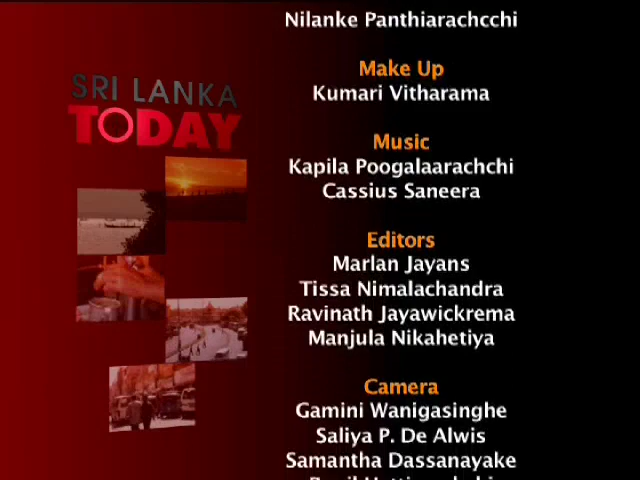 Nilanke Panthiarachcchi
Make Up
Kumari Vitharama
SRI LANKA
TODAY
Music
Kapila Poogalaarachchi
Cassius Saneera
Editors
Marlan Jayans
Tissa Nimalachandra
Ravinath Jayawickrema
Manjula Nikahetiya
Camera
Gamini Wanigasinghe
Saliya P. De Alwis
Samantha Dassanayake